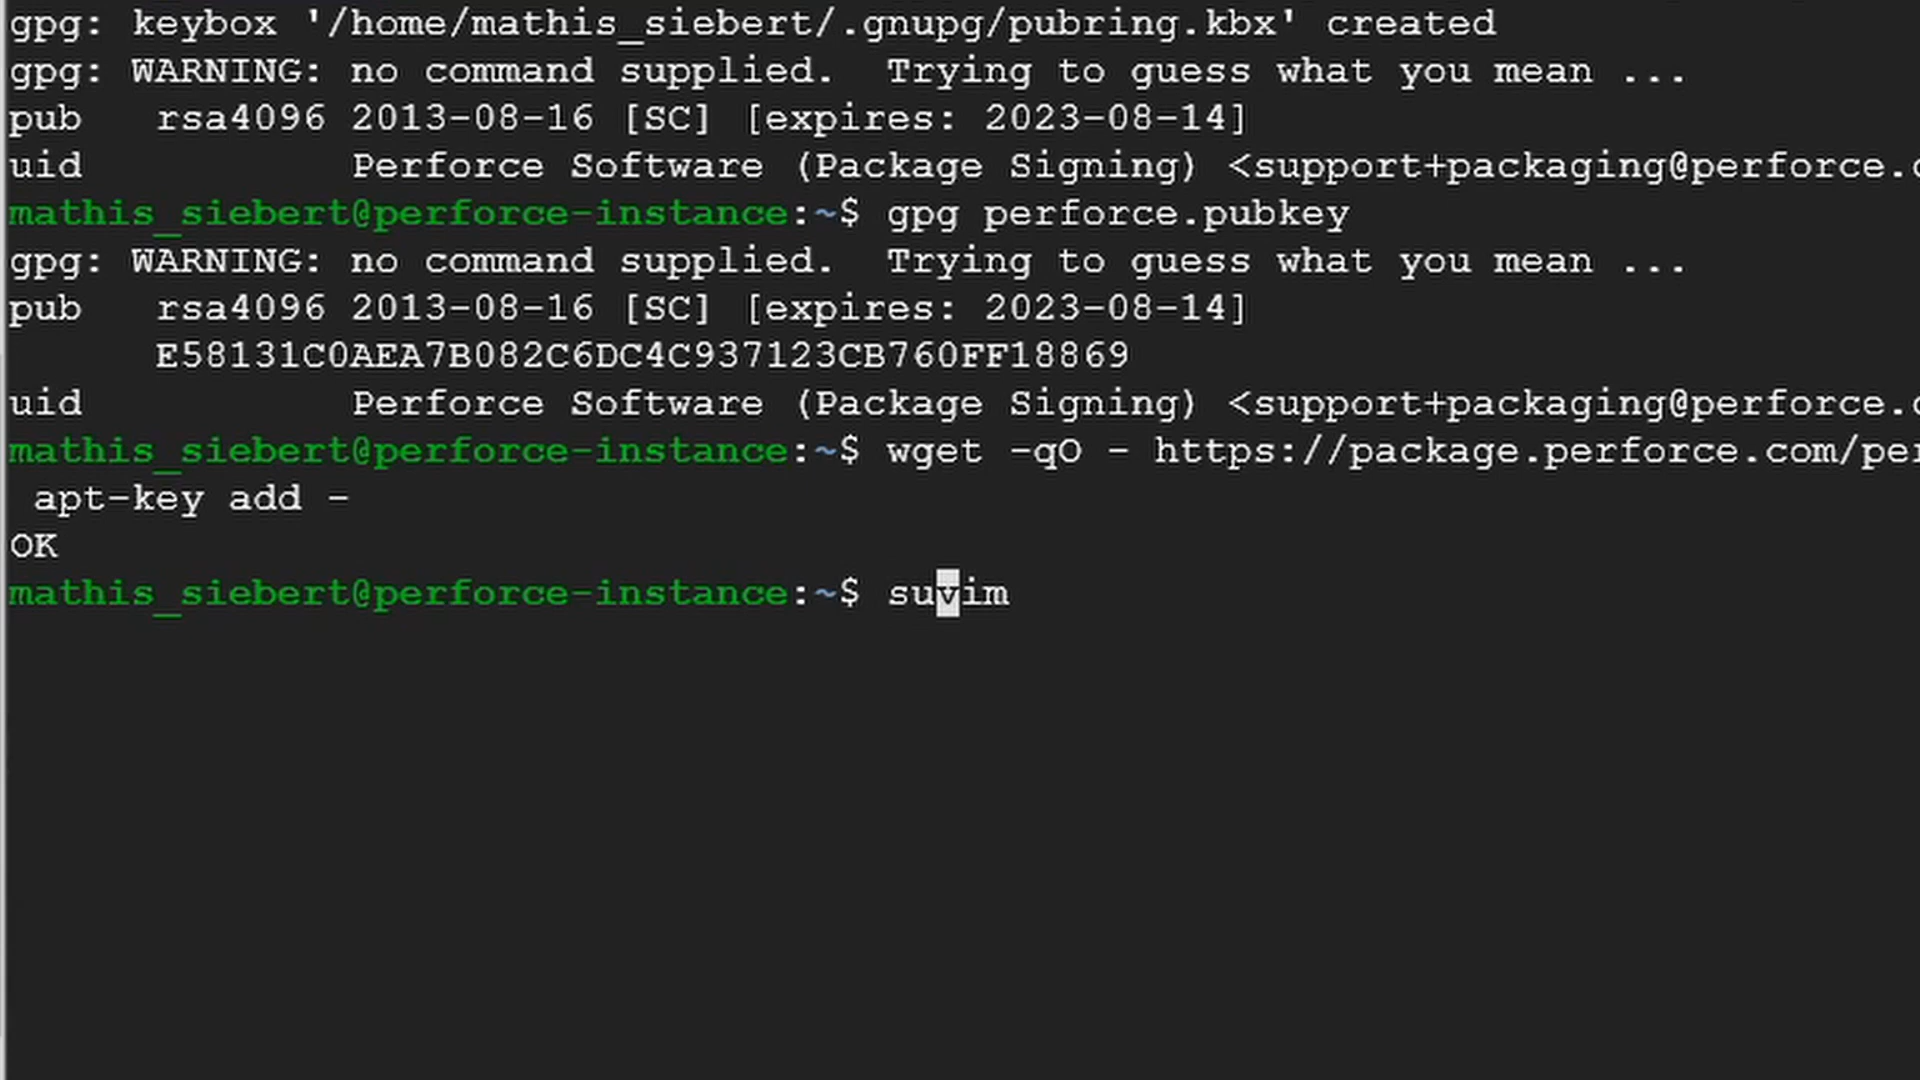 gpg: keybox '/home/mathis_siebert/.gnupg/pubring.kbx' created
gpg: WARNING: no command supplied.  Trying to guess what you mean ...
pub   rsa4096 2013-08-16 [SC] [expires: 2023-08-14]
uid           Perforce Software (Package Signing) <support+packaging@perforce.
mathis_siebert@perforce-instance:~$ gpg perforce.pubkey
gpg: WARNING: no command supplied.  Trying to guess what you mean ...
pub   rsa4096 2013-08-16 [SC] [expires: 2023-08-14]
      E58131C0AEA7B082C6DC4C937123CB760FF18869
uid           Perforce Software (Package Signing) <support+packaging@perforce.
mathis_siebert@perforce-instance:~$ wget -qO - https://package.perforce.com/per
 apt-key add -
OK
mathis_siebert@perforce-instance:~$ suvim